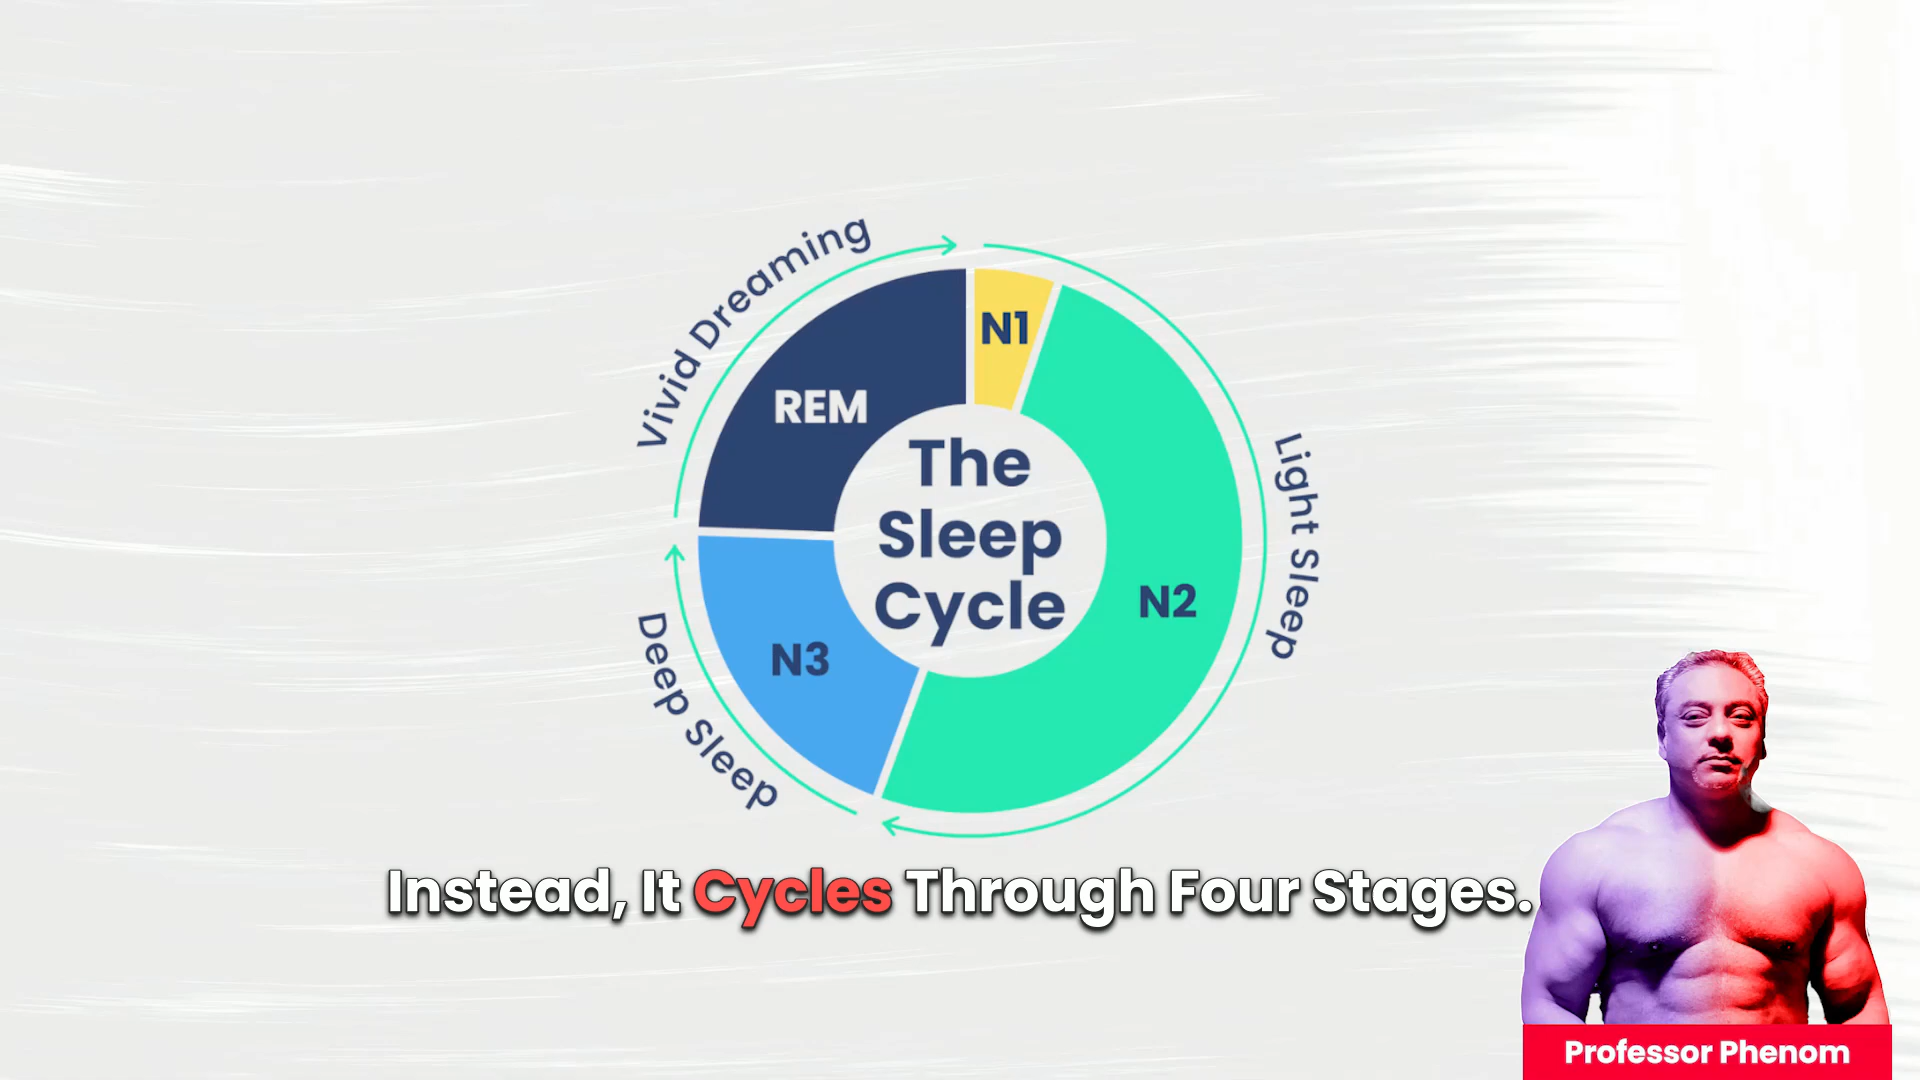 Vivid Dreaming
N1
REM
The
Sleep
Cycle
Light Sleep
N2
N3
Deep Sleep
Instead, It Cycles Through Four Stages.
Professor Phenom